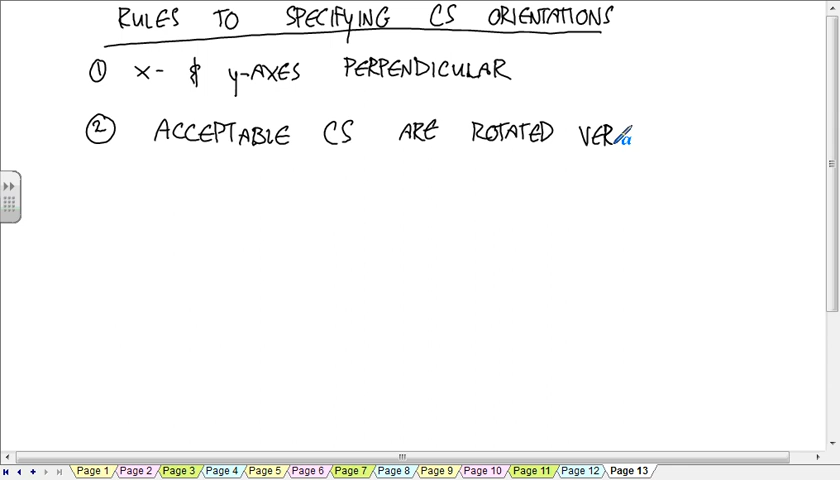 RULES TO SPECIFYING CS ORIENTATIONS
① x- & y-AXES PERPENDICULAR
② ACCEPTABLE CS ARE ROTATED VER
Page 1 Page 2 Page 3 Page 4 Page 5 Page 6 Page 7 Page 8 Page 9 Page 10 Page 11 Page 12 Page 13